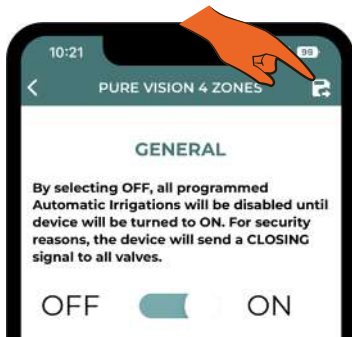 10:21
99
PURE VISION 4 ZONES
GENERAL
By selecting OFF, all programmed
Automatic Irrigations will be disabled until
device will be turned to ON. For security
reasons, the device will send a CLOSING
signal to all valves.
OFF ON